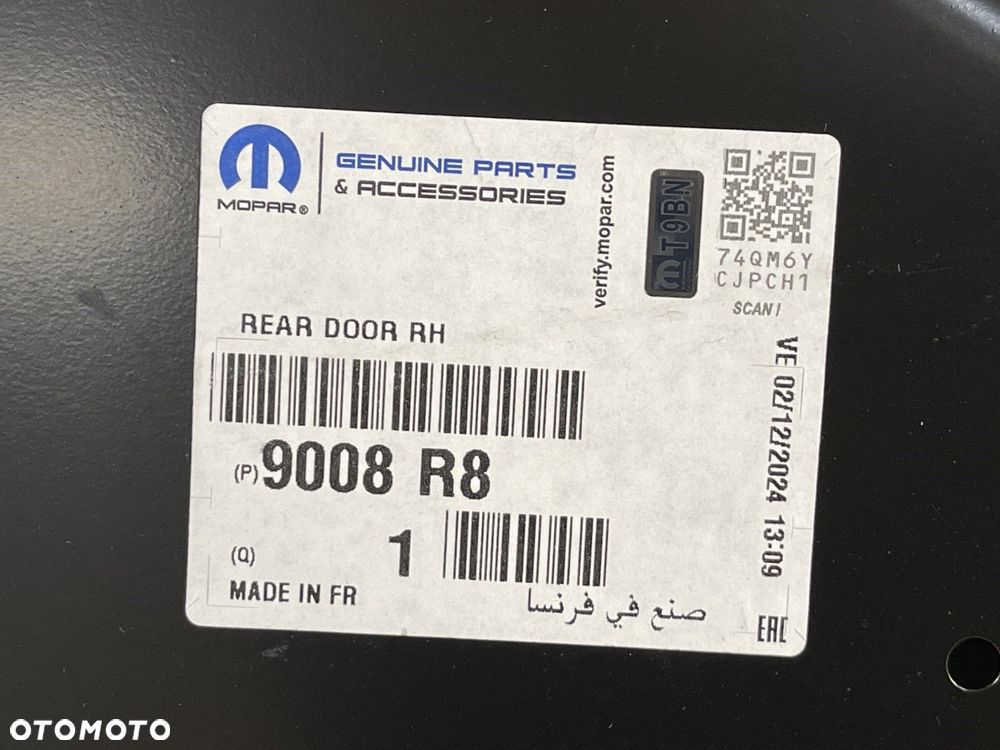 MOPAR®
GENUINE PARTS
& ACCESSORIES
verify.mopar.com
T9BN
74QM6Y
CJPCH1
SCAN!
REAR DOOR RH
(P) 9008 R8
(Q) 1
MADE IN FR
صنع في فرنسا
VE 02/12/2024 13:09
EAC
OTOMOTO